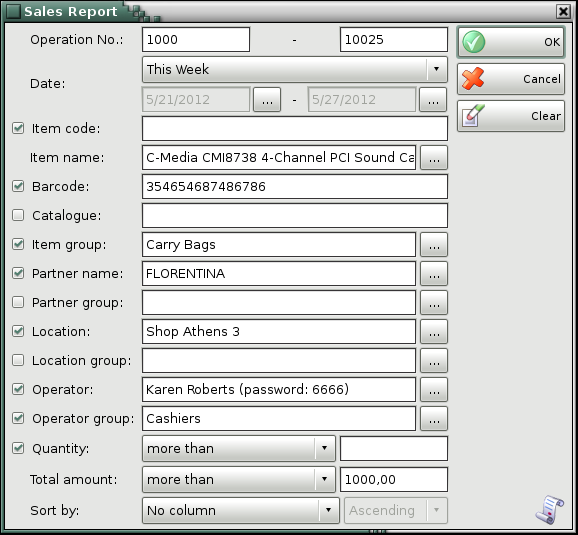 Sales Report
Operation No.: 1000 - 10025 OK
Date: This Week
5/21/2012 ... - 5/27/2012 ... Cancel
Clear
Item code:
Item name: C-Media CMI8738 4-Channel PCI Sound Ca ...
Barcode: 354654687486786
Catalogue:
Item group: Carry Bags ...
Partner name: FLORENTINA ...
Partner group: ...
Location: Shop Athens 3 ...
Location group: ...
Operator: Karen Roberts (password: 6666) ...
Operator group: Cashiers ...
Quantity: more than
Total amount: more than 1000,00
Sort by: No column Ascending